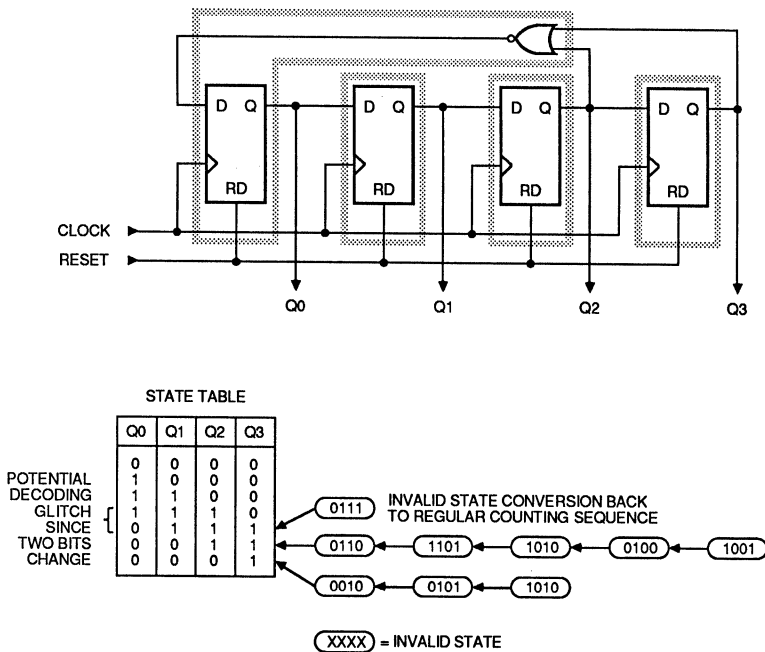 D Q
D Q
D Q
D Q
RD
RD
RD
RD
CLOCK
RESET
Q0
Q1
Q2
Q3
STATE TABLE
Q0 Q1 Q2 Q3
0 0 0 0
POTENTIAL 1 0 0 0
DECODING 1 1 0 0
GLITCH 1 1 1 0
SINCE 0 1 1 1
TWO BITS 0 0 1 1
CHANGE 0 0 0 1
0111
INVALID STATE CONVERSION BACK
TO REGULAR COUNTING SEQUENCE
0110 1101 1010 0100 1001
0010 0101 1010
XXXX = INVALID STATE